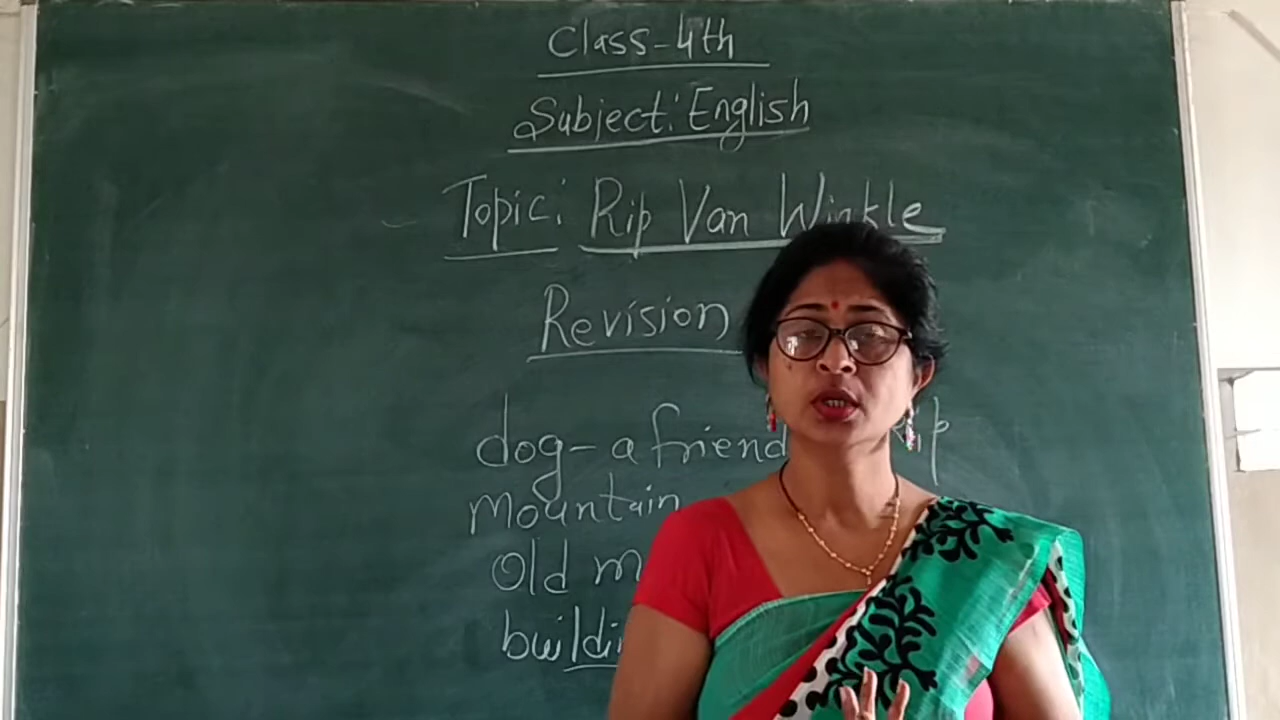 Class-4th
Subject: English
Topic: Rip Van Winkle
Revision
dog-a friend
Mountain
Old